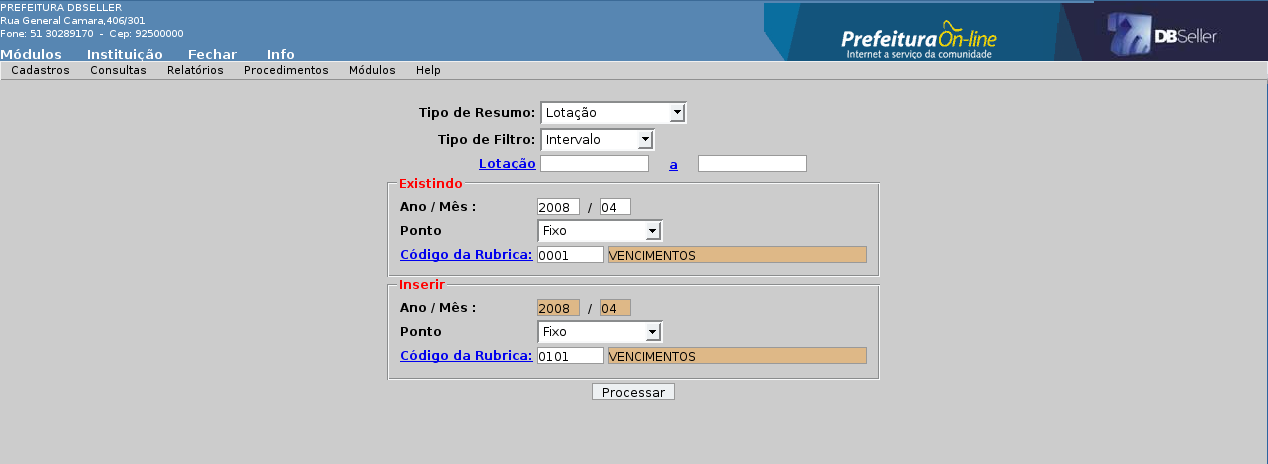 PREFEITURA DBSELLER
Rua General Camara,406/301
Fone: 51 30289170 - Cep: 92500000
Módulos Instituição Fechar Info
PrefeituraOn-line
Internet a serviço da comunidade
DBSeller
Cadastros Consultas Relatórios Procedimentos Módulos Help
Tipo de Resumo: Lotação
Tipo de Filtro: Intervalo
Lotação a
Existindo
Ano / Mês : 2008 / 04
Ponto Fixo
Código da Rubrica: 0001 VENCIMENTOS
Inserir
Ano / Mês : 2008 / 04
Ponto Fixo
Código da Rubrica: 0101 VENCIMENTOS
Processar